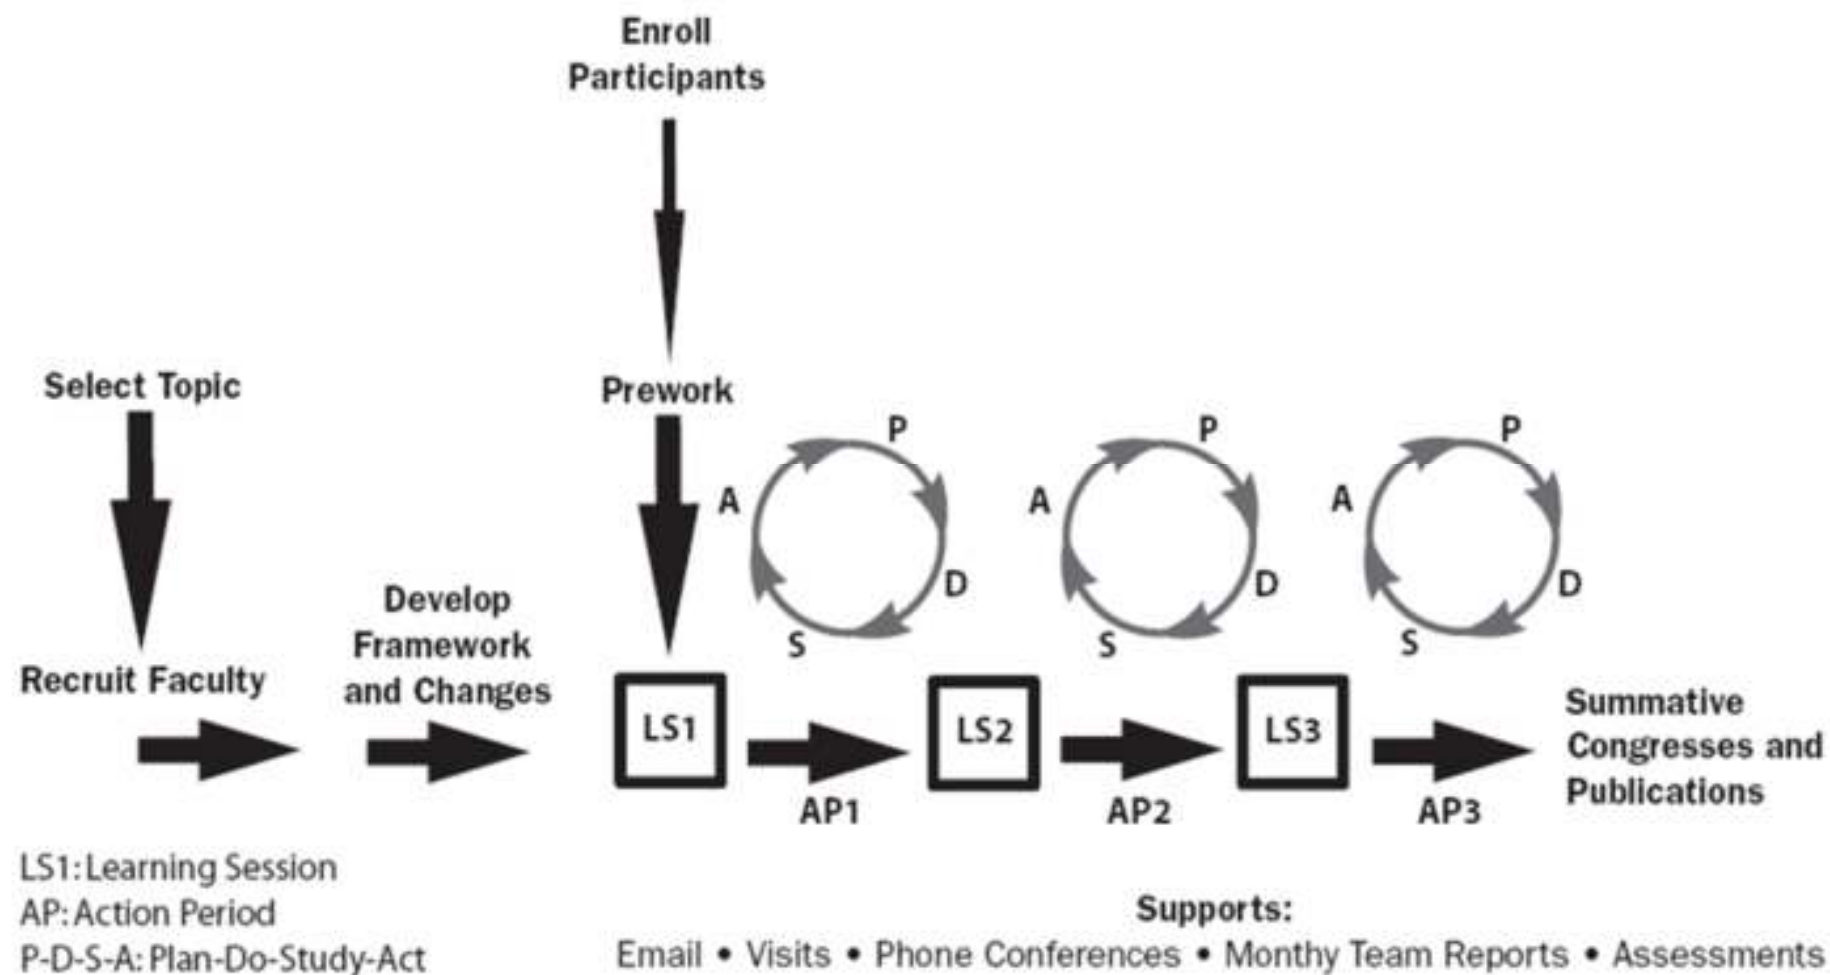 Enroll
Participants
Select Topic
Prework
P
A
D
S
P
A
D
S
P
A
D
S
Recruit Faculty
Develop
Framework
and Changes
LS1
LS2
LS3
AP1
AP2
AP3
Summative
Congresses and
Publications
LS1: Learning Session
AP: Action Period
P-D-S-A: Plan-Do-Study-Act
Supports:
Email • Visits • Phone Conferences • Monthy Team Reports • Assessments